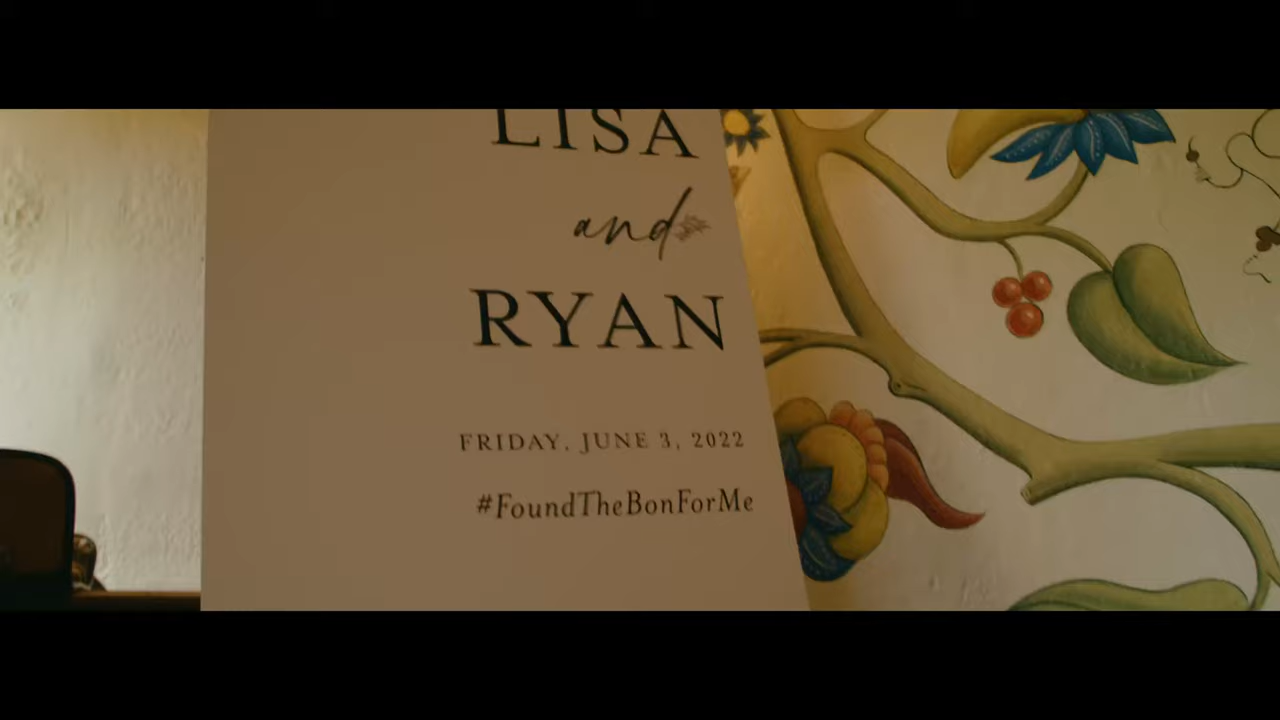 LISA
and
RYAN
FRIDAY, JUNE 3, 2022
#FoundTheBonForMe